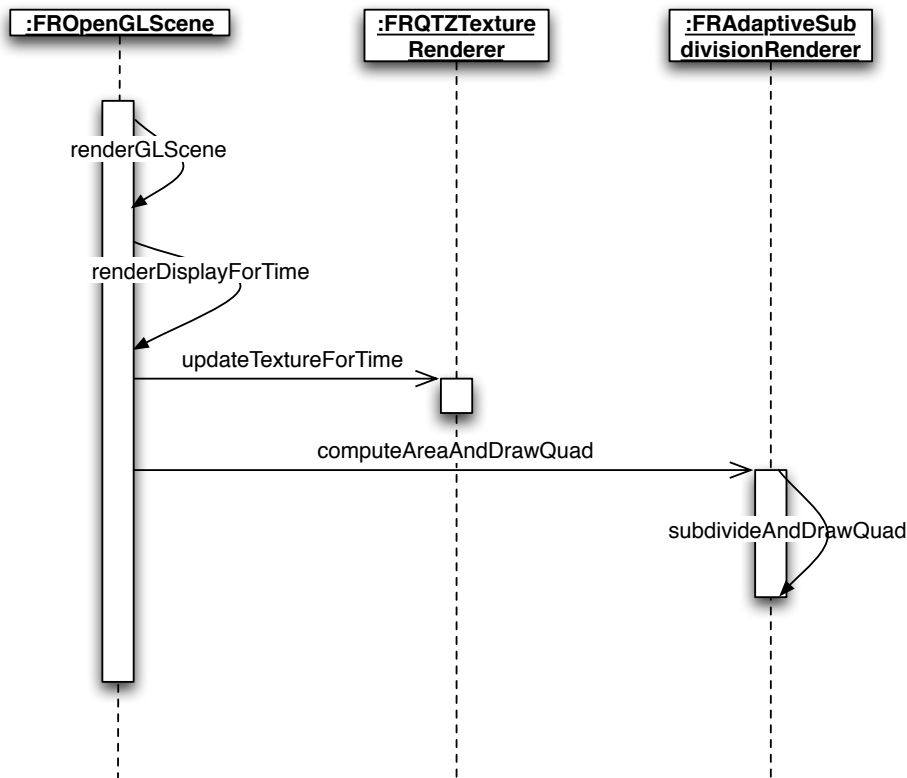 :FROpenGLScene
:FRQTZTexture
Renderer
:FRAdaptiveSub
divisionRenderer
renderGLScene
renderDisplayForTime
updateTextureForTime
computeAreaAndDrawQuad
subdivideAndDrawQuad